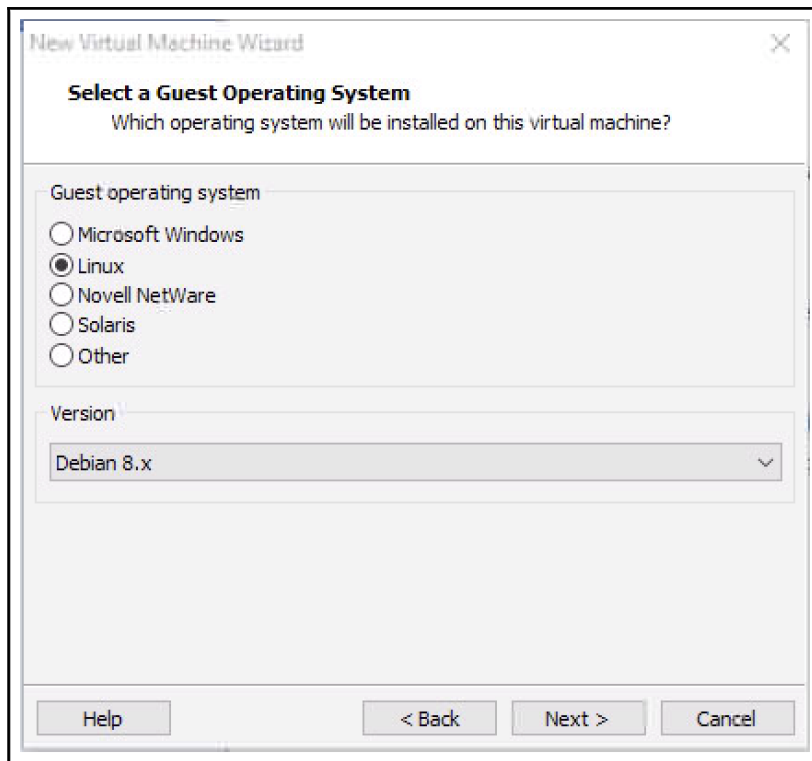 New Virtual Machine Wizard
Select a Guest Operating System
Which operating system will be installed on this virtual machine?
Guest operating system
Microsoft Windows
Linux
Novell NetWare
Solaris
Other
Version
Debian 8.x
Help < Back Next > Cancel